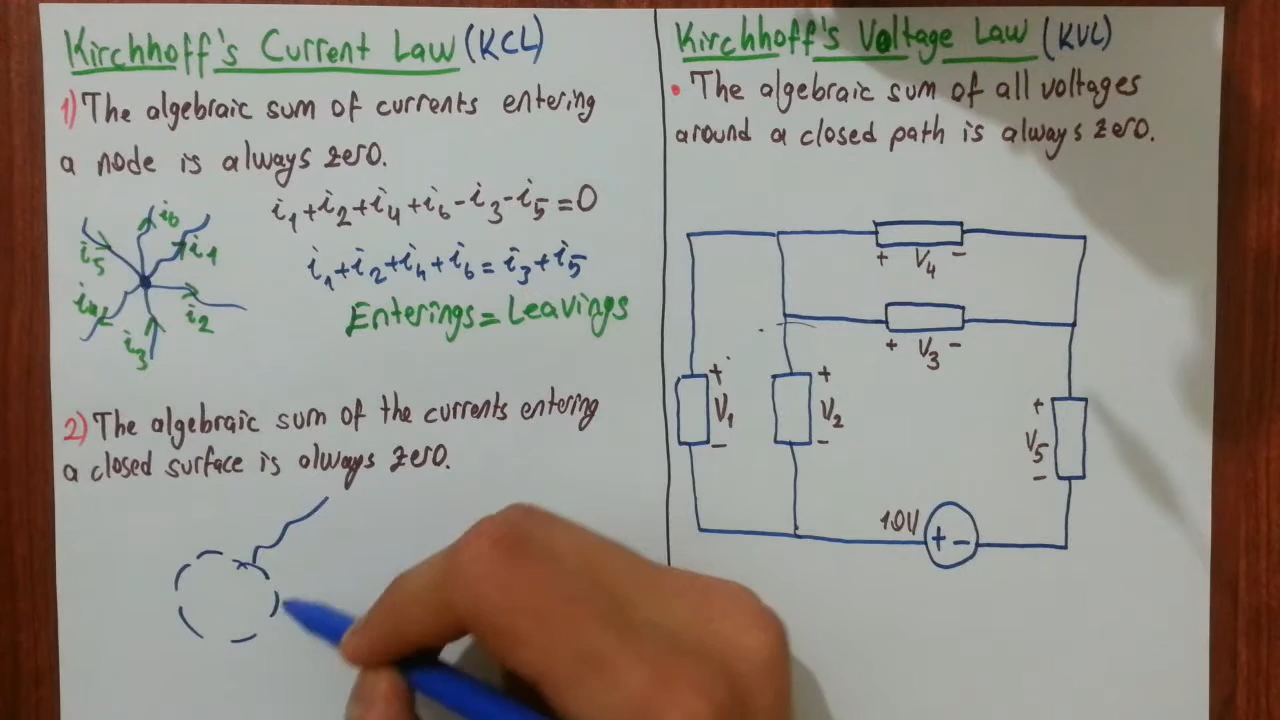 Kirchhoff's Current Law (KCL)
1) The algebraic sum of currents entering
a node is always zero.
i₁+i₂+i₄+i₆-i₃-i₅=0
i₁+i₂+i₄+i₆=i₃+i₅
Enterings=Leavings
i₆
i₁
i₅
i₄
i₂
i₃
2) The algebraic sum of the currents entering
a closed surface is always zero.
Kirchhoff's Voltage Law (KVL)
• The algebraic sum of all voltages
around a closed path is always zero.
+ V₄ -
+ V₃ -
+ V₁ -
+ V₂ -
+ V₅ -
10V
+ -